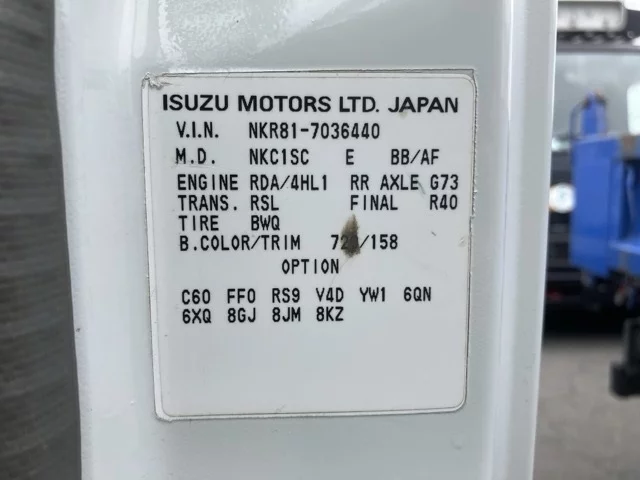 ISUZU MOTORS LTD. JAPAN
V.I.N. NKR81-7036440
M.D. NKC1SC E BB/AF
ENGINE RDA/4HL1 RR AXLE G73
TRANS. RSL FINAL R40
TIRE BWQ
B.COLOR/TRIM /158
OPTION
C60 FF0 RS9 V4D YW1 6QN
6XQ 8GJ 8JM 8KZ